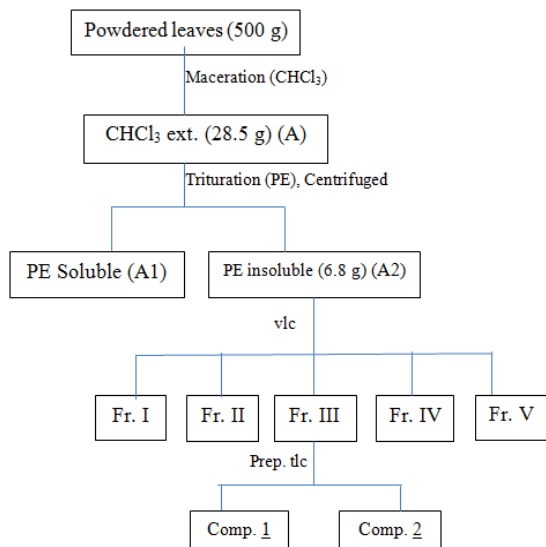 Powdered leaves (500 g)
Maceration (CHCl₃)
CHCl₃ ext. (28.5 g) (A)
Trituration (PE), Centrifuged
PE Soluble (A1)
PE insoluble (6.8 g) (A2)
vlc
Fr. I
Fr. II
Fr. III
Fr. IV
Fr. V
Prep. tlc
Comp. 1
Comp. 2